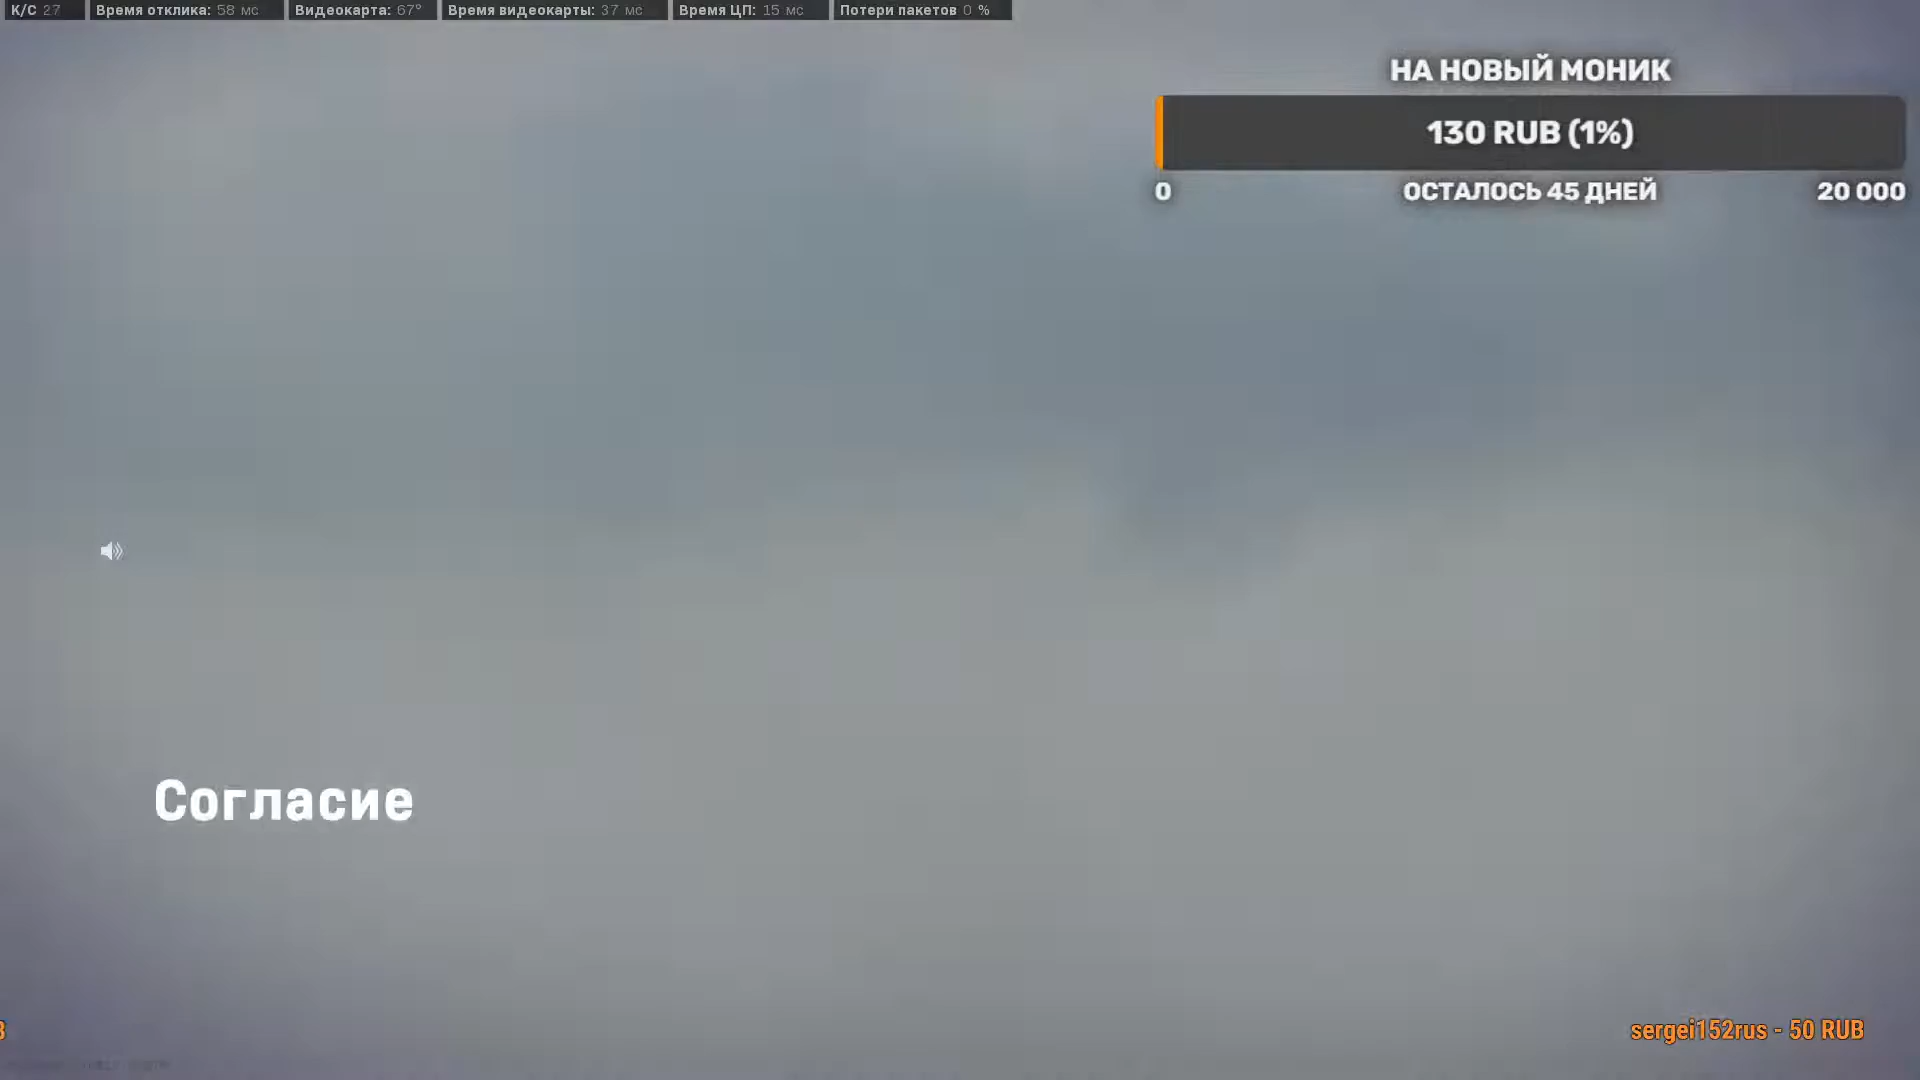 К/С 27 Время отклика: 58 мс Видеокарта: 67° Время видеокарты: 37 мс Время ЦП: 15 мс Потери пакетов 0 %
НА НОВЫЙ МОНИК
130 RUB (1%)
0 ОСТАЛОСЬ 45 ДНЕЙ 20 000
Согласие
sergei152rus - 50 RUB